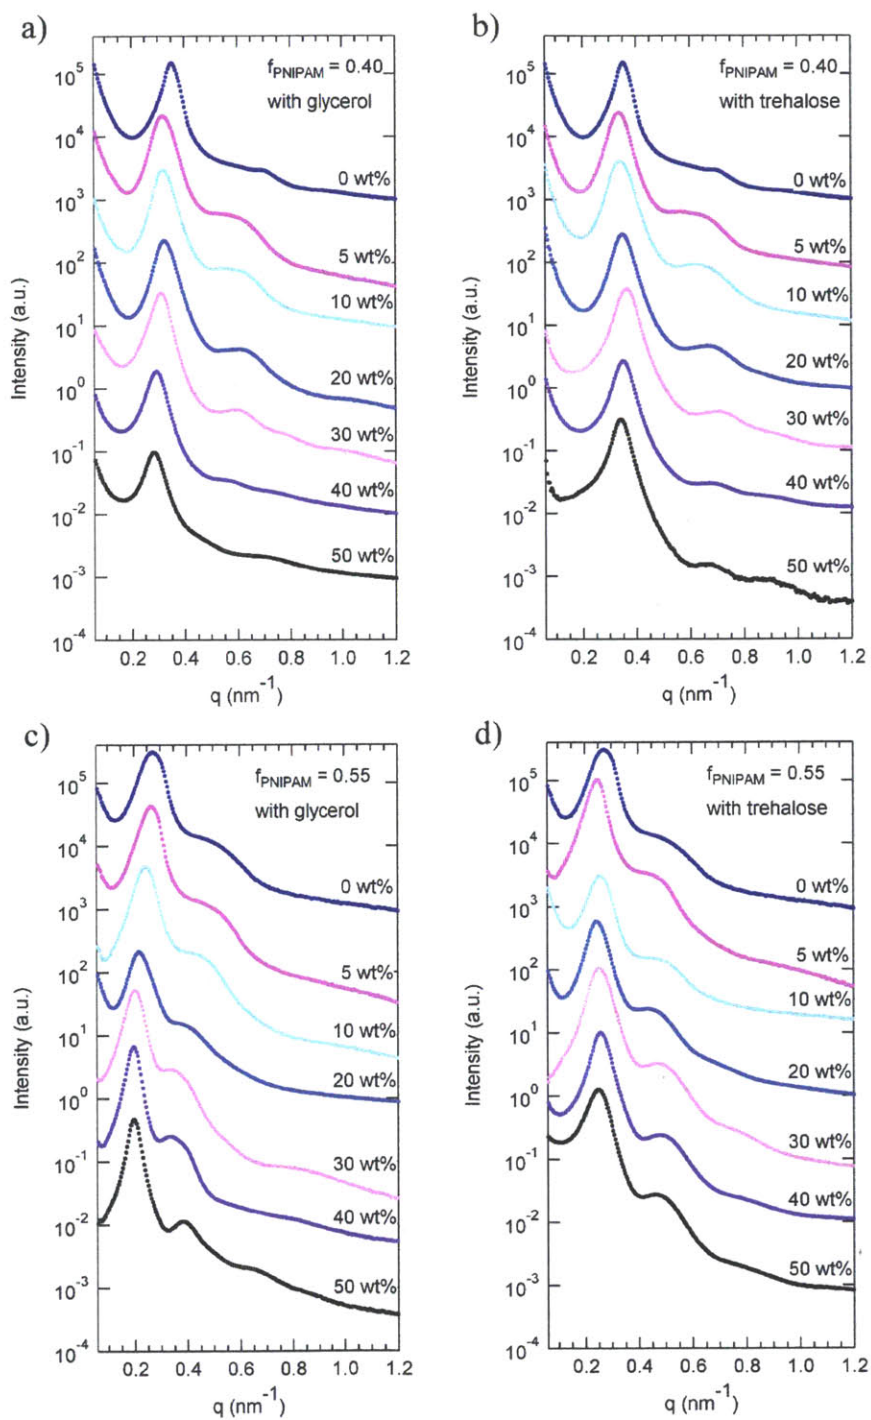 a)
f_PNIPAM = 0.40
with glycerol
10^5
10^4
10^3
10^2
10^1
10^0
10^-1
10^-2
10^-3
10^-4
0 wt%
5 wt%
10 wt%
20 wt%
30 wt%
40 wt%
50 wt%
Intensity (a.u.)
0.2 0.4 0.6 0.8 1.0 1.2
q (nm^-1)
b)
f_PNIPAM = 0.40
with trehalose
10^5
10^4
10^3
10^2
10^1
10^0
10^-1
10^-2
10^-3
10^-4
0 wt%
5 wt%
10 wt%
20 wt%
30 wt%
40 wt%
50 wt%
Intensity (a.u.)
0.2 0.4 0.6 0.8 1.0 1.2
q (nm^-1)
c)
f_PNIPAM = 0.55
with glycerol
10^5
10^4
10^3
10^2
10^1
10^0
10^-1
10^-2
10^-3
10^-4
0 wt%
5 wt%
10 wt%
20 wt%
30 wt%
40 wt%
50 wt%
Intensity (a.u.)
0.2 0.4 0.6 0.8 1.0 1.2
q (nm^-1)
d)
f_PNIPAM = 0.55
with trehalose
10^5
10^4
10^3
10^2
10^1
10^0
10^-1
10^-2
10^-3
10^-4
0 wt%
5 wt%
10 wt%
20 wt%
30 wt%
40 wt%
50 wt%
Intensity (a.u.)
0.2 0.4 0.6 0.8 1.0 1.2
q (nm^-1)